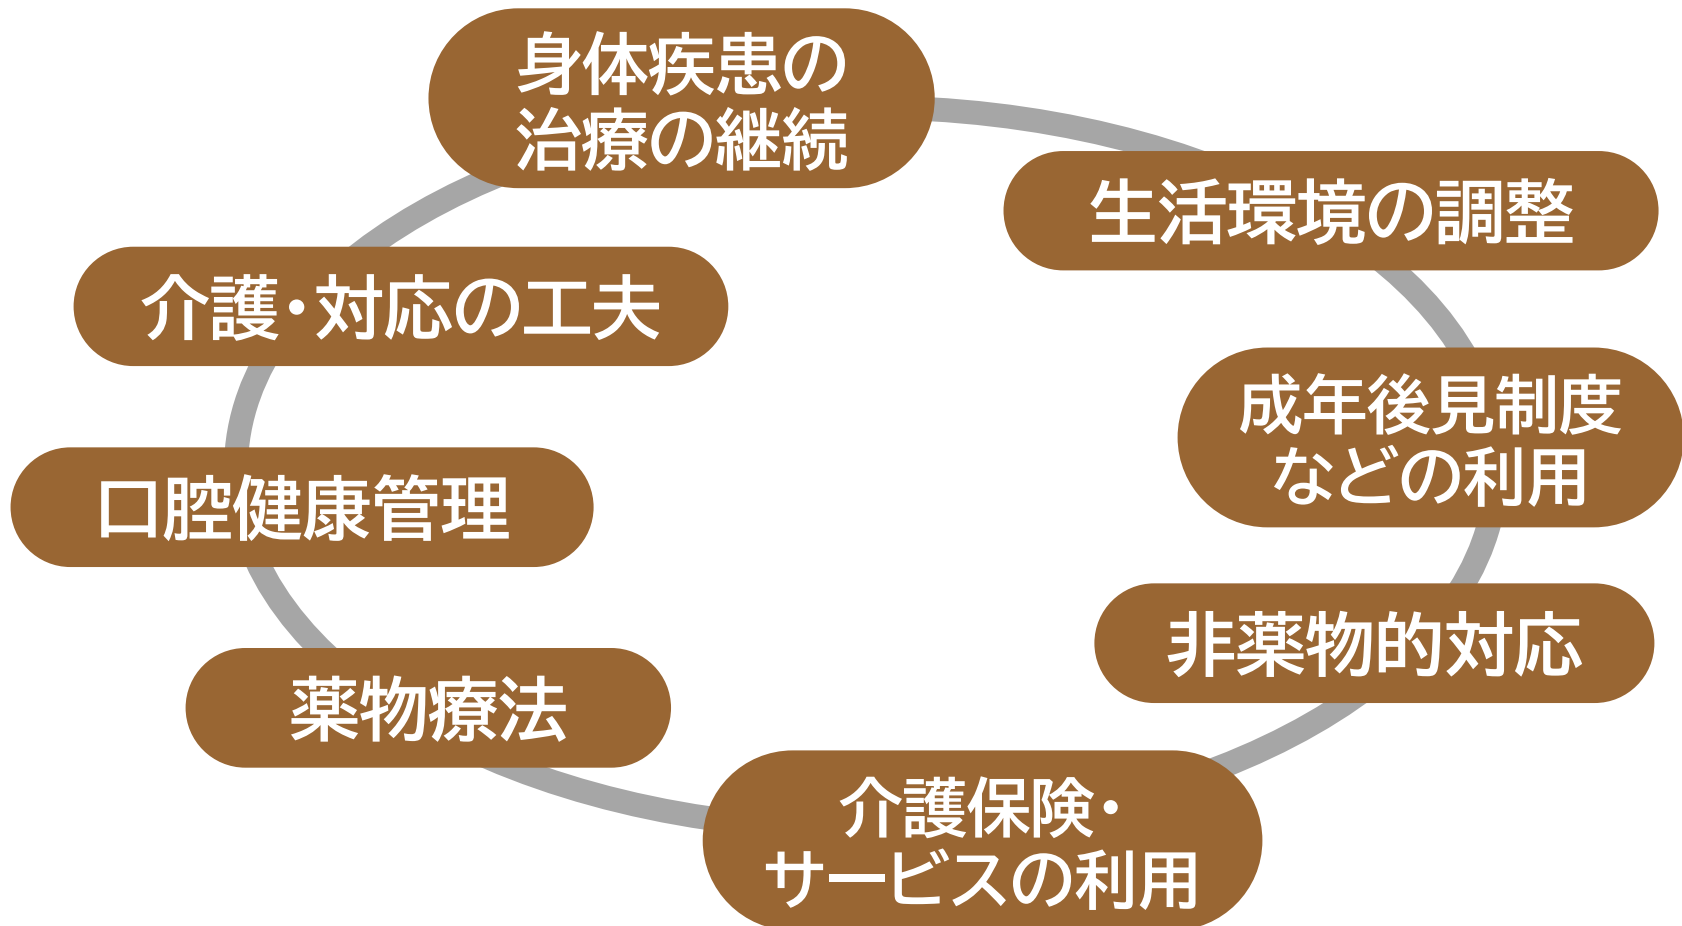 身体疾患の
治療の継続
生活環境の調整
介護・対応の工夫
成年後見制度
などの利用
口腔健康管理
非薬物的対応
薬物療法
介護保険・
サービスの利用